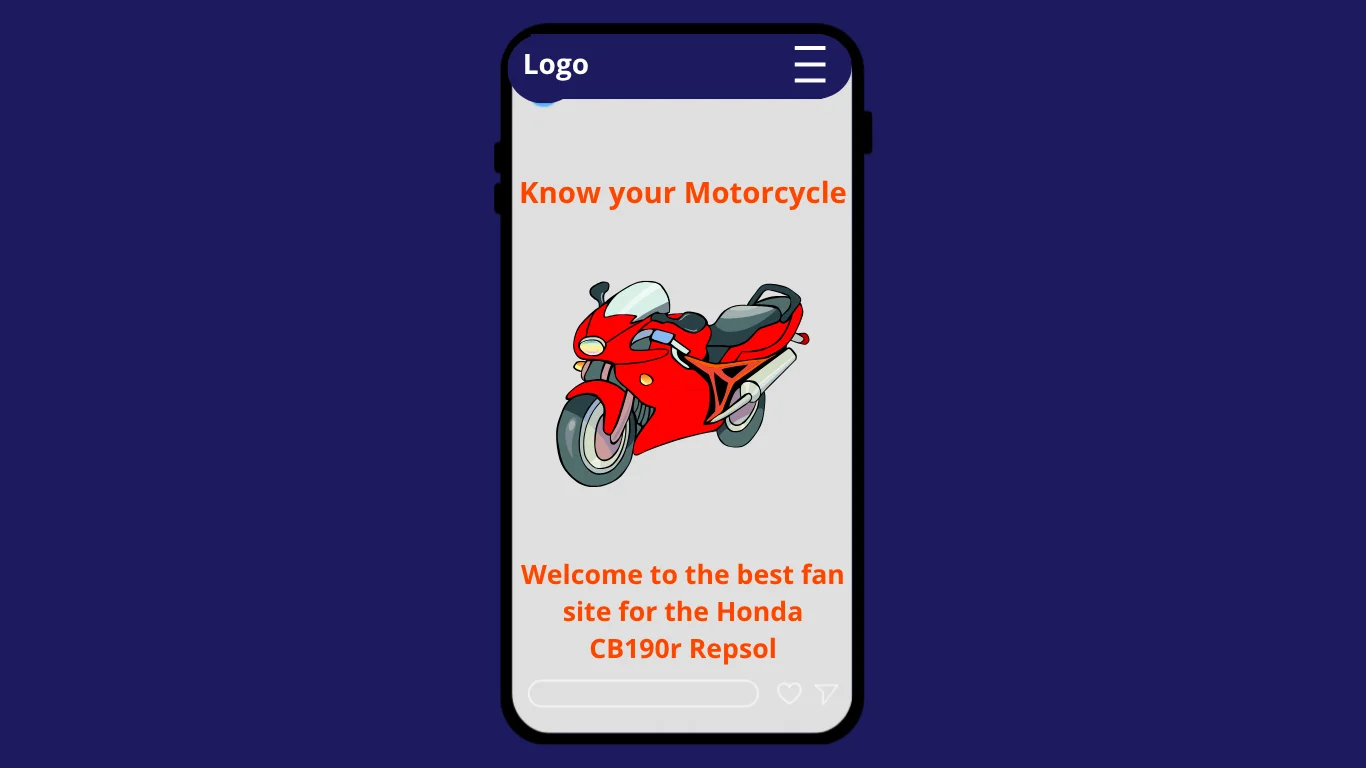 Logo
Know your Motorcycle
Welcome to the best fan
site for the Honda
CB190r Repsol